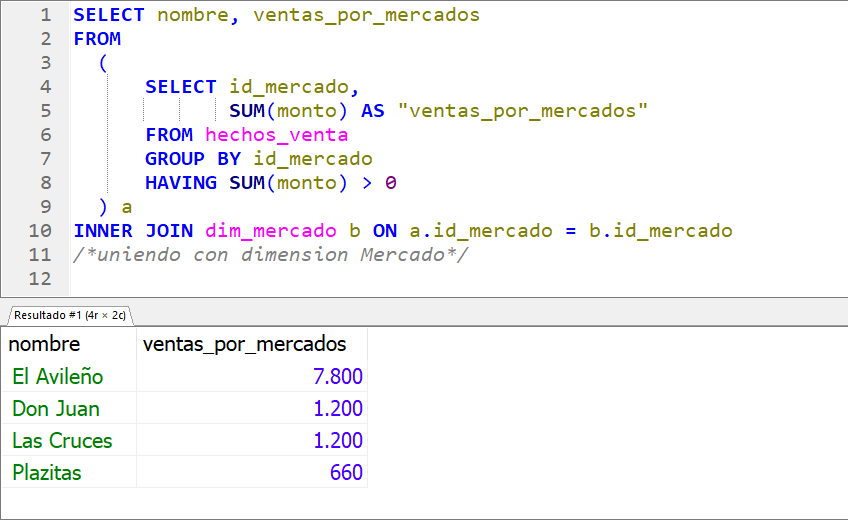 1 SELECT nombre, ventas_por_mercados
2 FROM
3 (
4 SELECT id_mercado,
5 SUM(monto) AS "ventas_por_mercados"
6 FROM hechos_venta
7 GROUP BY id_mercado
8 HAVING SUM(monto) > 0
9 ) a
10 INNER JOIN dim_mercado b ON a.id_mercado = b.id_mercado
11 /*uniendo con dimension Mercado*/
12
Resultado #1 (4r × 2c)
nombre ventas_por_mercados
El Avileño 7.800
Don Juan 1.200
Las Cruces 1.200
Plazitas 660